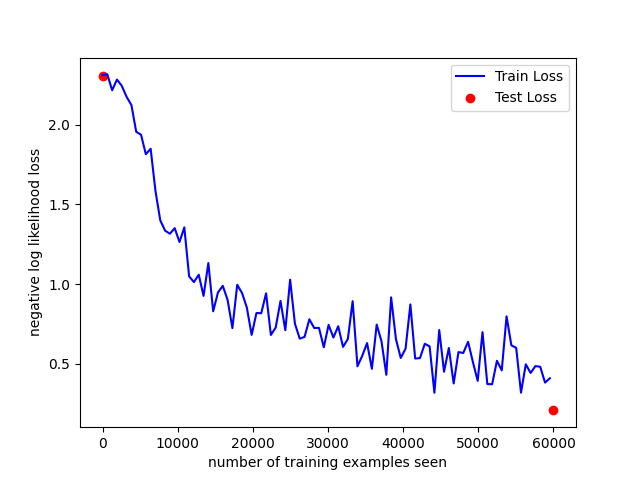 Train Loss
Test Loss
2.0
1.5
1.0
0.5
negative log likelihood loss
0 10000 20000 30000 40000 50000 60000
number of training examples seen